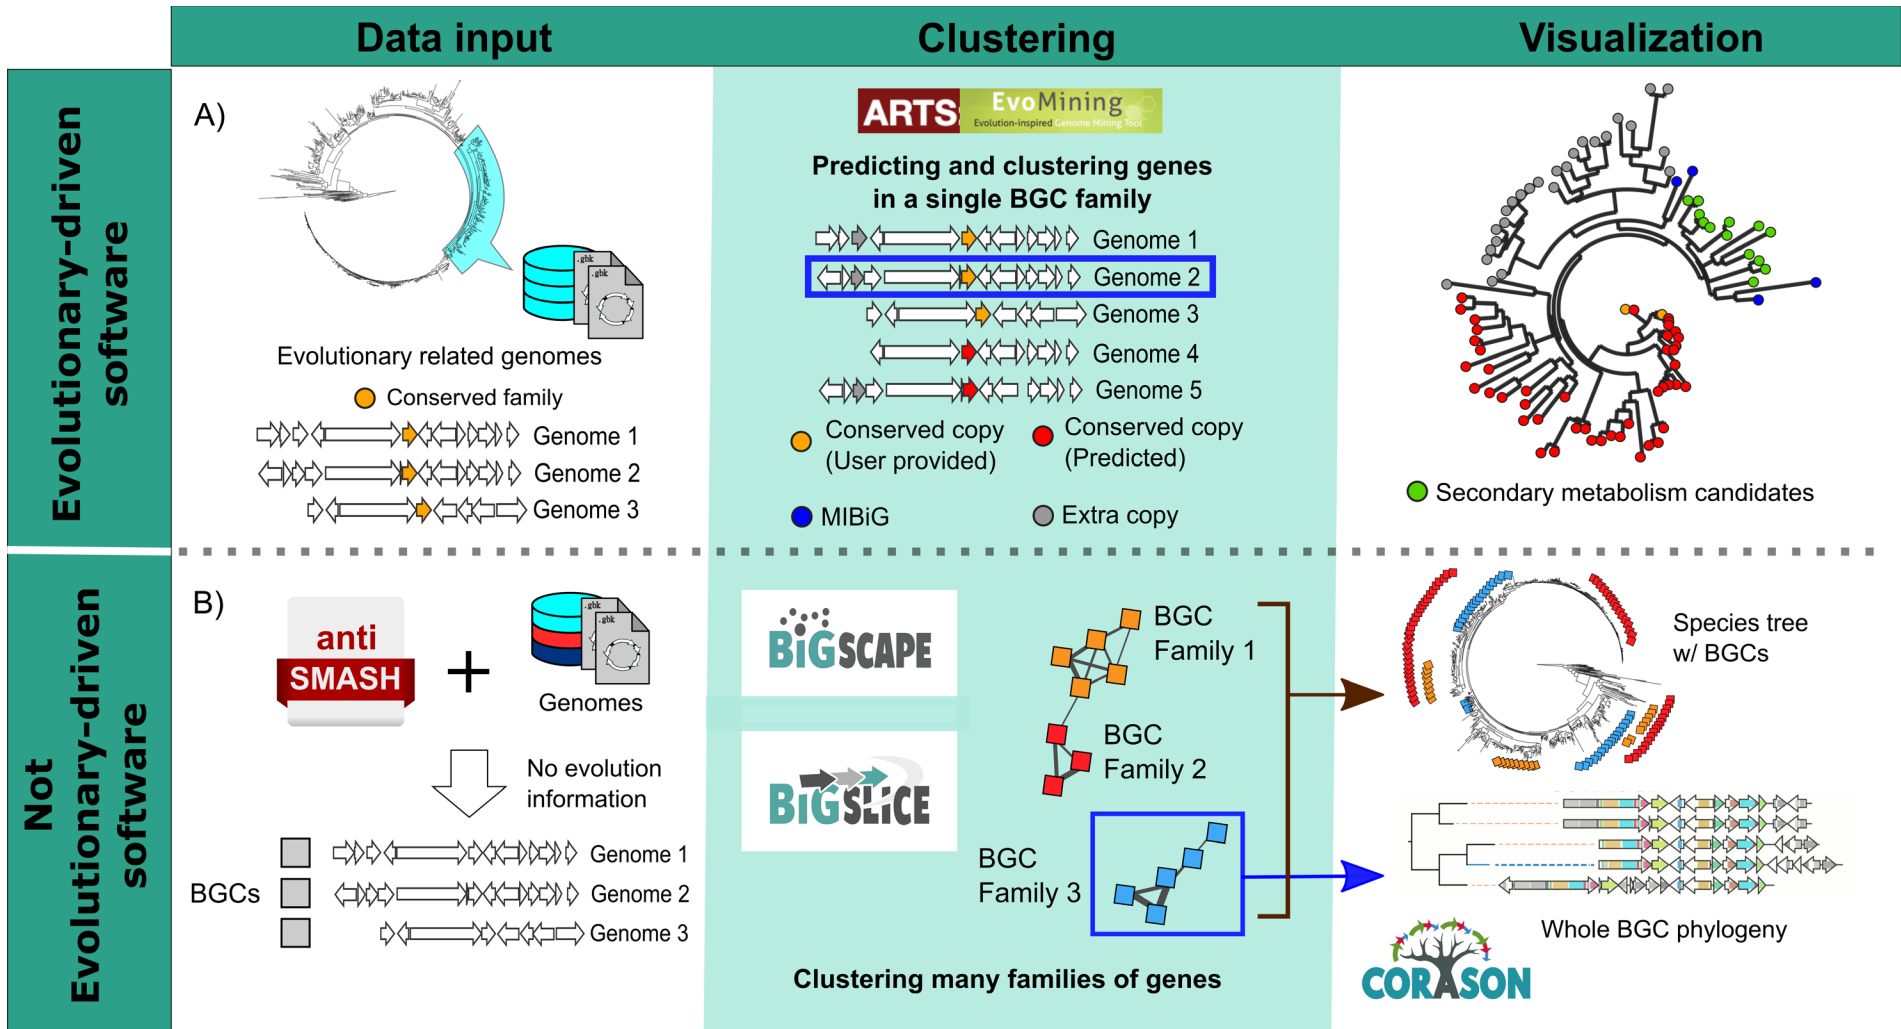 Data input
Clustering
Visualization
Evolutionary-driven
software
A)
.gbk
.gbk
Evolutionary related genomes
Conserved family
Genome 1
Genome 2
Genome 3
ARTS:
EvoMining
Evolution-inspired Genome Mining Tool
Predicting and clustering genes
in a single BGC family
Genome 1
Genome 2
Genome 3
Genome 4
Genome 5
Conserved copy
(User provided)
Conserved copy
(Predicted)
MIBiG
Extra copy
Secondary metabolism candidates
Not
Evolutionary-driven
software
B)
anti
SMASH
+
.gbk
.gbk
Genomes
No evolution
information
BGCs
Genome 1
Genome 2
Genome 3
BiGSCAPE
BiGSLiCE
BGC
Family 1
BGC
Family 2
BGC
Family 3
Clustering many families of genes
Species tree
w/ BGCs
Whole BGC phylogeny
CORASON